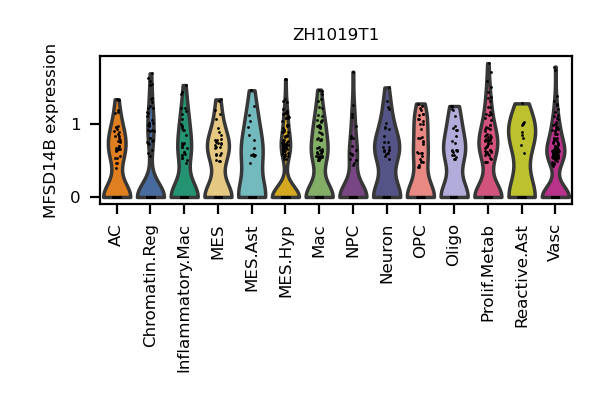 ZH1019T1
MFSD14B expression
1
0
AC
Chromatin.Reg
Inflammatory.Mac
MES
MES.Ast
MES.Hyp
Mac
NPC
Neuron
OPC
Oligo
Prolif.Metab
Reactive.Ast
Vasc